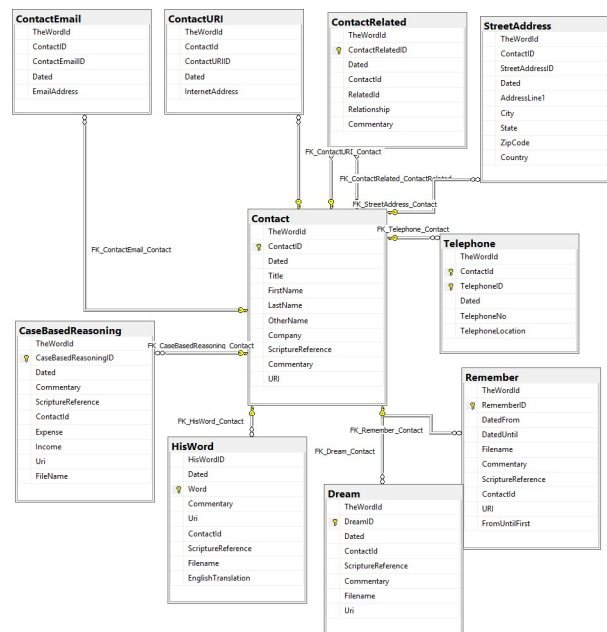 ContactEmail
TheWordId
ContactID
ContactEmailID
Dated
EmailAddress
ContactURI
TheWordId
ContactId
ContactURIID
Dated
InternetAddress
ContactRelated
TheWordId
ContactRelatedID
Dated
ContactId
RelatedId
Relationship
Commentary
StreetAddress
TheWordId
ContactID
StreetAddressID
Dated
AddressLine1
City
State
ZipCode
Country
FK_ContactURI_Contact
FK_ContactRelated_ContactRelated
FK_StreetAddress_Contact
FK_Telephone_Contact
FK_ContactEmail_Contact
Contact
TheWordId
ContactID
Dated
Title
FirstName
LastName
OtherName
Company
ScriptureReference
Commentary
URI
Telephone
TheWordId
ContactId
TelephoneID
Dated
TelephoneNo
TelephoneLocation
CaseBasedReasoning
TheWordId
CaseBasedReasoningID
Dated
Commentary
ScriptureReference
ContactId
Expense
Income
Uri
FileName
FK_CaseBasedReasoning_Contact
FK_HisWord_Contact
FK_Remember_Contact
FK_Dream_Contact
HisWord
HisWordID
Dated
Word
Commentary
Uri
ContactId
ScriptureReference
Filename
EnglishTranslation
Dream
TheWordId
DreamID
Dated
ContactId
ScriptureReference
Commentary
Filename
Uri
Remember
TheWordId
RememberID
DatedFrom
DatedUntil
Filename
Commentary
ScriptureReference
ContactId
URI
FromUntilFirst